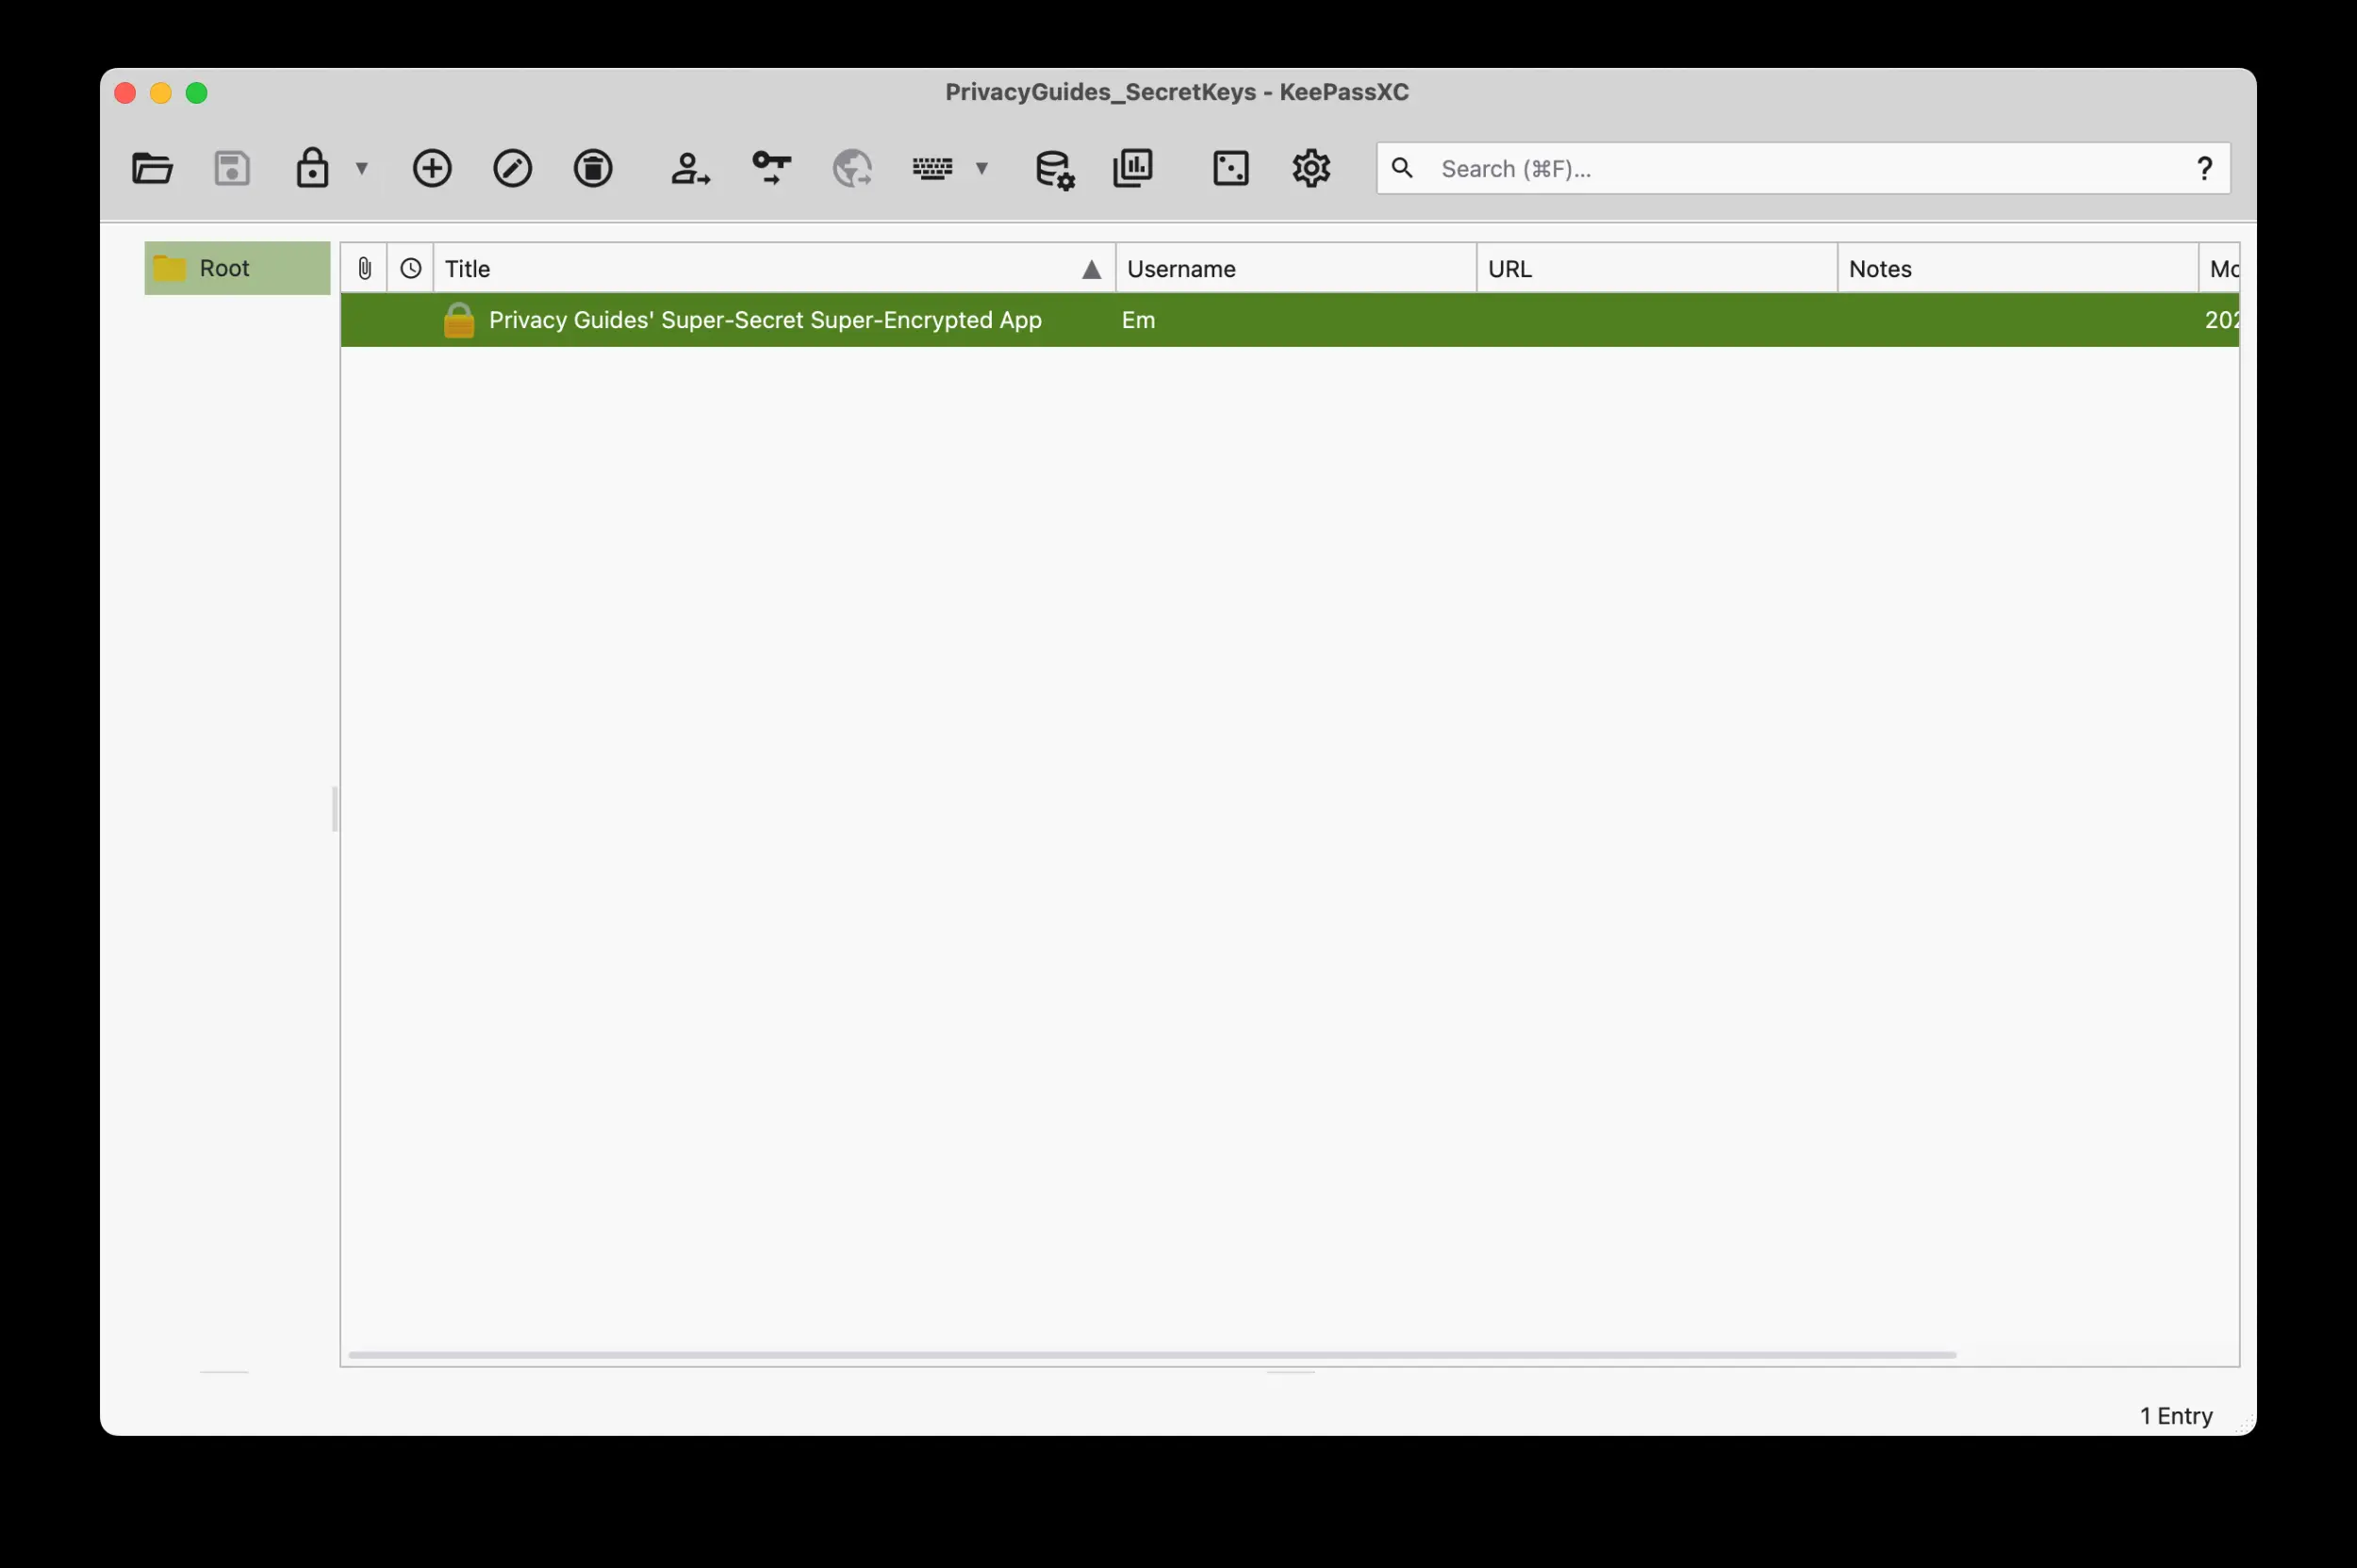 PrivacyGuides_SecretKeys - KeePassXC
Search (⌘F)... ?
Root
Title Username URL Notes Mo
Privacy Guides' Super-Secret Super-Encrypted App Em 202
1 Entry